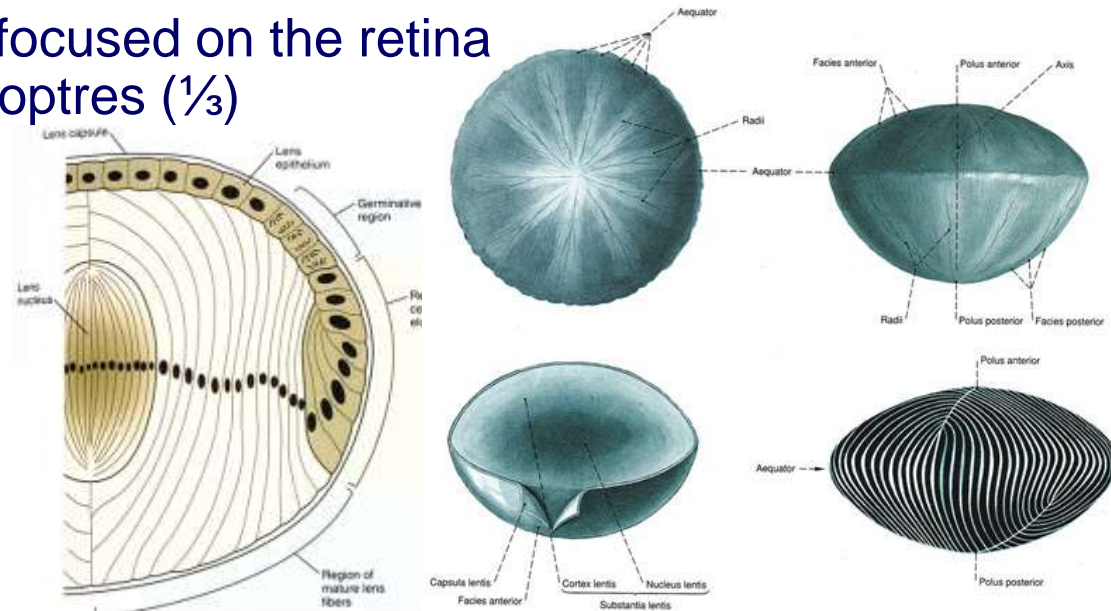 focused on the retina
optres (⅓)
Lens capsule
Lens
epithelium
Germinative
region
Lens
nucleus
Region of
mature lens
fibers
Aequator
Radii
Aequator
Facies anterior
Polus anterior
Axis
Radii
Polus posterior
Facies posterior
Capsula lentis
Facies anterior
Cortex lentis
Nucleus lentis
Substantia lentis
Polus anterior
Aequator
Polus posterior